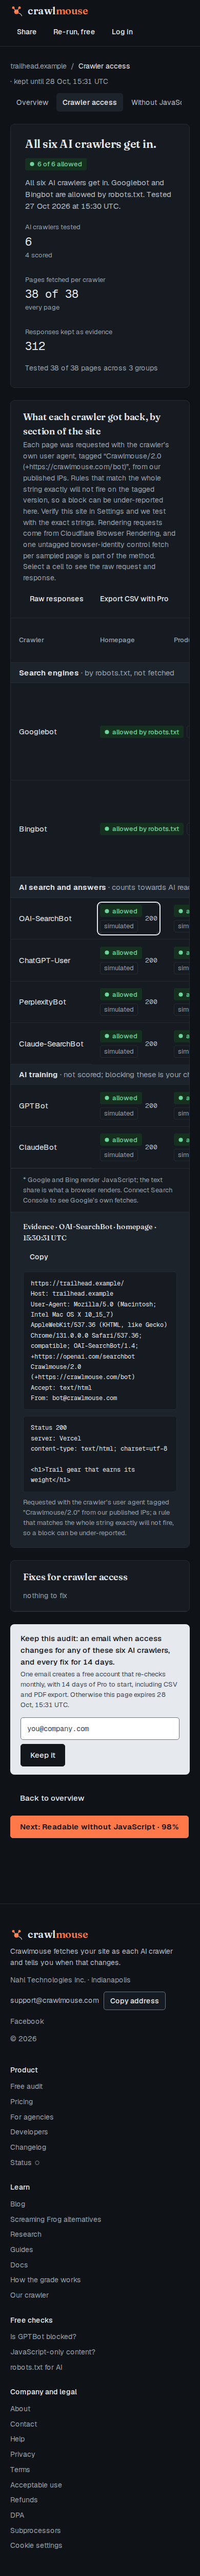 crawlmouse
Share Re-run, free Log in
trailhead.example / Crawler access
· kept until 28 Oct, 15:31 UTC
Overview Crawler access Without JavaSc
All six AI crawlers get in.
6 of 6 allowed
All six AI crawlers get in. Googlebot and
Bingbot are allowed by robots.txt. Tested
27 Oct 2026 at 15:30 UTC.
AI crawlers tested
6
4 scored
Pages fetched per crawler
38 of 38
every page
Responses kept as evidence
312
Tested 38 of 38 pages across 3 groups
What each crawler got back, by
section of the site
Each page was requested with the crawler's
own user agent, tagged "Crawlmouse/2.0
(+https://crawlmouse.com/bot)", from our
published IPs. Rules that match the whole
string exactly will not fire on the tagged
version, so a block can be under-reported
here. Verify this site in Settings and we test
with the exact strings. Rendering requests
come from Cloudflare Browser Rendering, and
one untagged browser-identity control fetch
per sampled page is part of the method.
Select a cell to see the raw request and
response.
Raw responses Export CSV with Pro
Crawler Homepage Produ
Search engines · by robots.txt, not fetched
Googlebot allowed by robots.txt
Bingbot allowed by robots.txt
AI search and answers · counts towards AI read
OAI-SearchBot allowed 200 a
simulated sim
ChatGPT-User allowed 200 a
simulated sim
PerplexityBot allowed 200 a
simulated sim
Claude-SearchBot allowed 200 a
simulated sim
AI training · not scored; blocking these is your ch
GPTBot allowed 200 a
simulated sim
ClaudeBot allowed 200 a
simulated sim
* Google and Bing render JavaScript; the text
share is what a browser renders. Connect Search
Console to see Google's own fetches.
Evidence · OAI-SearchBot · homepage ·
15:30:31 UTC
Copy
https://trailhead.example/
Host: trailhead.example
User-Agent: Mozilla/5.0 (Macintosh;
Intel Mac OS X 10_15_7)
AppleWebKit/537.36 (KHTML, like Gecko)
Chrome/131.0.0.0 Safari/537.36;
compatible; OAI-SearchBot/1.4;
+https://openai.com/searchbot
Crawlmouse/2.0
(+https://crawlmouse.com/bot)
Accept: text/html
From: bot@crawlmouse.com
Status 200
server: Vercel
content-type: text/html; charset=utf-8
<h1>Trail gear that earns its
weight</h1>
Requested with the crawler's user agent tagged
"Crawlmouse/2.0" from our published IPs; a rule
that matches the whole string exactly will not fire,
so a block can be under-reported.
Fixes for crawler access
nothing to fix
Keep this audit: an email when access
changes for any of these six AI crawlers,
and every fix for 14 days.
One email creates a free account that re-checks
monthly, with 14 days of Pro to start, including CSV
and PDF export. Otherwise this page expires 28
Oct, 15:31 UTC.
you@company.com
Keep it
Back to overview
Next: Readable without JavaScript · 98%
crawlmouse
Crawlmouse fetches your site as each AI crawler
and tells you when that changes.
Nahl Technologies Inc. · Indianapolis
support@crawlmouse.com Copy address
Facebook
© 2026
Product
Free audit
Pricing
For agencies
Developers
Changelog
Status
Learn
Blog
Screaming Frog alternatives
Research
Guides
Docs
How the grade works
Our crawler
Free checks
Is GPTBot blocked?
JavaScript-only content?
robots.txt for AI
Company and legal
About
Contact
Help
Privacy
Terms
Acceptable use
Refunds
DPA
Subprocessors
Cookie settings